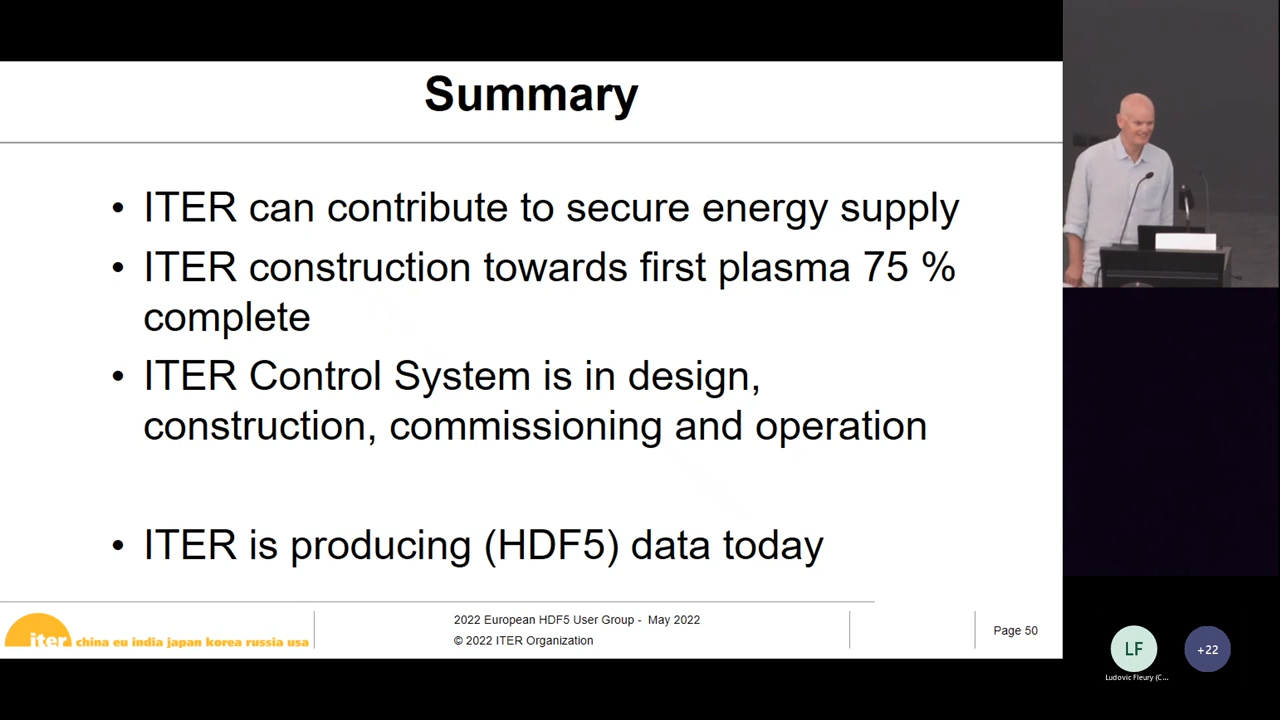 Summary
• ITER can contribute to secure energy supply
• ITER construction towards first plasma 75 %
complete
• ITER Control System is in design,
construction, commissioning and operation
• ITER is producing (HDF5) data today
iter china eu india japan korea russia usa
2022 European HDF5 User Group - May 2022
© 2022 ITER Organization
Page 50
LF
+22
Ludovic Fleury (C...